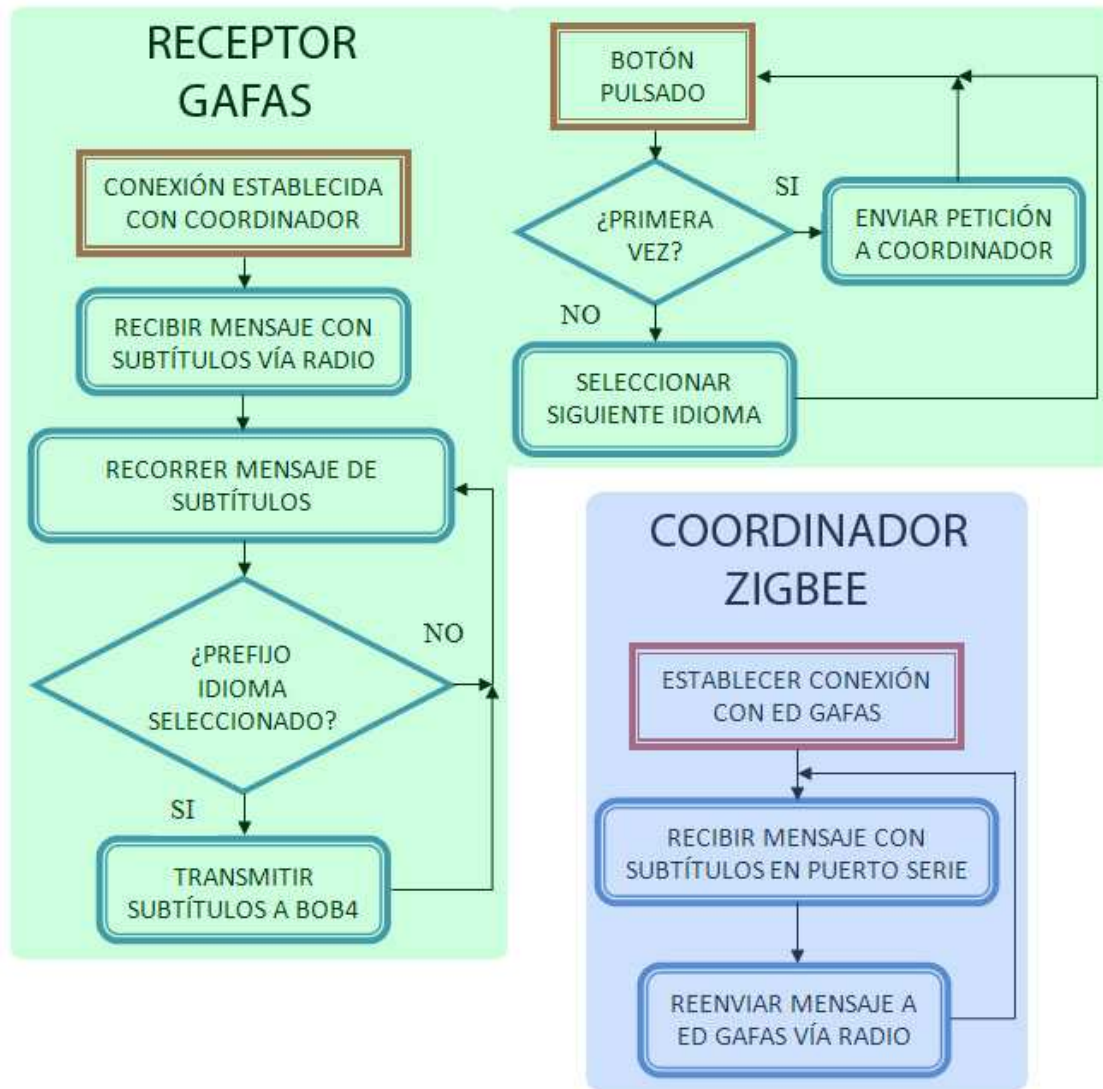 RECEPTOR
GAFAS
CONEXIÓN ESTABLECIDA
CON COORDINADOR
RECIBIR MENSAJE CON
SUBTÍTULOS VÍA RADIO
RECORRER MENSAJE DE
SUBTÍTULOS
¿PREFIJO
IDIOMA
SELECCIONADO?
NO
SI
TRANSMITIR
SUBTÍTULOS A BOB4
BOTÓN
PULSADO
¿PRIMERA
VEZ?
SI
ENVIAR PETICIÓN
A COORDINADOR
NO
SELECCIONAR
SIGUIENTE IDIOMA
COORDINADOR
ZIGBEE
ESTABLECER CONEXIÓN
CON ED GAFAS
RECIBIR MENSAJE CON
SUBTÍTULOS EN PUERTO SERIE
REENVIAR MENSAJE A
ED GAFAS VÍA RADIO